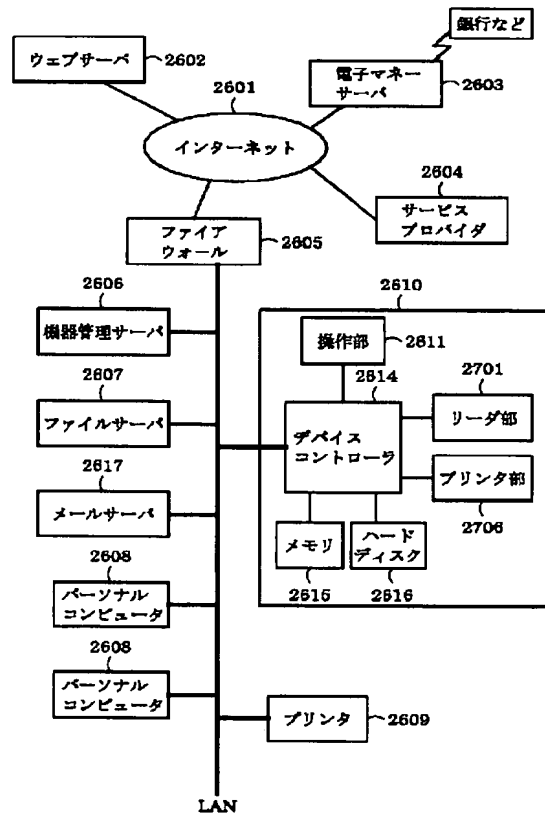 銀行など
ウェブサーバ
2602
2601
電子マネー
サーバ
2603
インターネット
2604
サービス
プロバイダ
ファイア
ウォール
2605
2606
機器管理サーバ
2610
操作部
2611
2607
ファイルサーバ
2614
デバイス
コントローラ
2701
リーダ部
プリンタ部
2706
2617
メールサーバ
メモリ
2615
ハード
ディスク
2616
2608
パーソナル
コンピュータ
2608
パーソナル
コンピュータ
プリンタ
2609
LAN